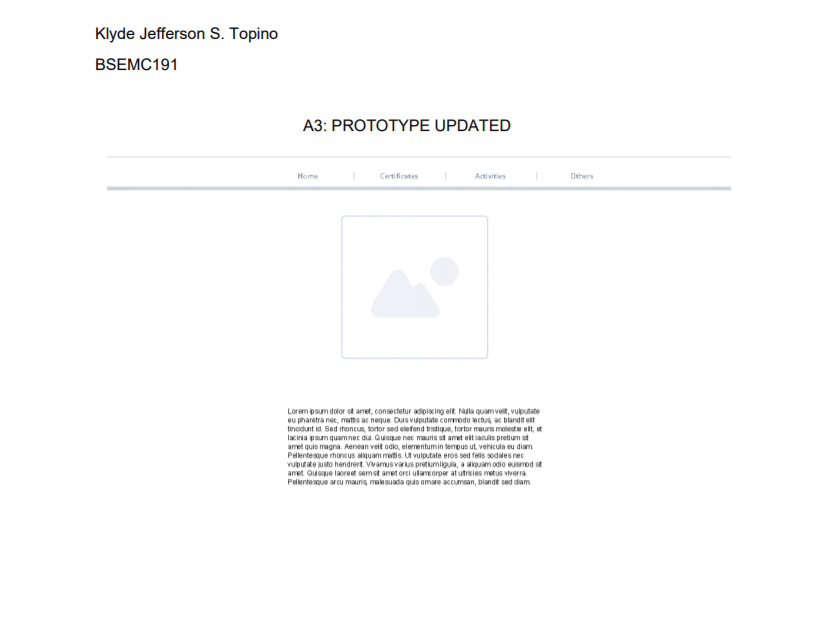 Klyde Jefferson S. Topino
BSEMC191
A3: PROTOTYPE UPDATED
Home | Certificates | Activities | Others
Lorem ipsum dolor sit amet, consectetur adipiscing elit. Nulla quam velit, vulputate
eu pharetra nec, mattis ac neque. Duis vulputate commodo lectus, ac blandit elit
tincidunt id. Sed rhoncus, tortor sed eleifend tristique, tortor mauris molestie elit, et
lacinia ipsum quam nec dui. Quisque nec mauris sit amet elit iaculis pretium sit
amet quis magna. Aenean velit odio, elementum in tempus ut, vehicula eu diam.
Pellentesque rhoncus aliquam mattis. Ut vulputate eros sed felis sodales nec
vulputate justo hendrerit. Vivamus varius pretium ligula, a aliquam odio euismod sit
amet. Quisque laoreet sem sit amet orci ullamcorper at ultricies metus viverra.
Pellentesque arcu mauris, malesuada quis ornare accumsan, blandit sed diam.